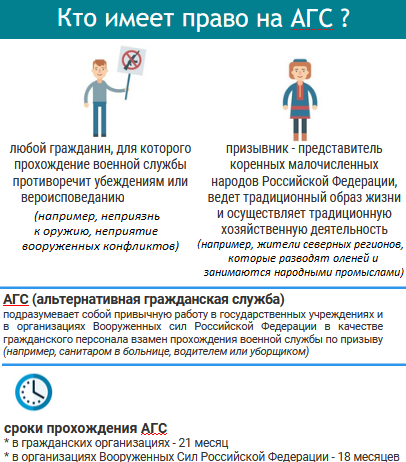 Кто имеет право на АГС ?
любой гражданин, для которого
прохождение военной службы
противоречит убеждениям или
вероисповеданию
(например, неприязнь
к оружию, неприятие
вооруженных конфликтов)
призывник - представитель
коренных малочисленных
народов Российской Федерации,
ведет традиционный образ жизни
и осуществляет традиционную
хозяйственную деятельность
(например, жители северных регионов,
которые разводят оленей и
занимаются народными промыслами)
АГС (альтернативная гражданская служба)
подразумевает собой привычную работу в государственных учреждениях и
в организациях Вооруженных сил Российской Федерации в качестве
гражданского персонала взамен прохождения военной службы по призыву
(например, санитаром в больнице, водителем или уборщиком)
сроки прохождения АГС
* в гражданских организациях - 21 месяц
* в организациях Вооруженных Сил Российской Федерации - 18 месяцев